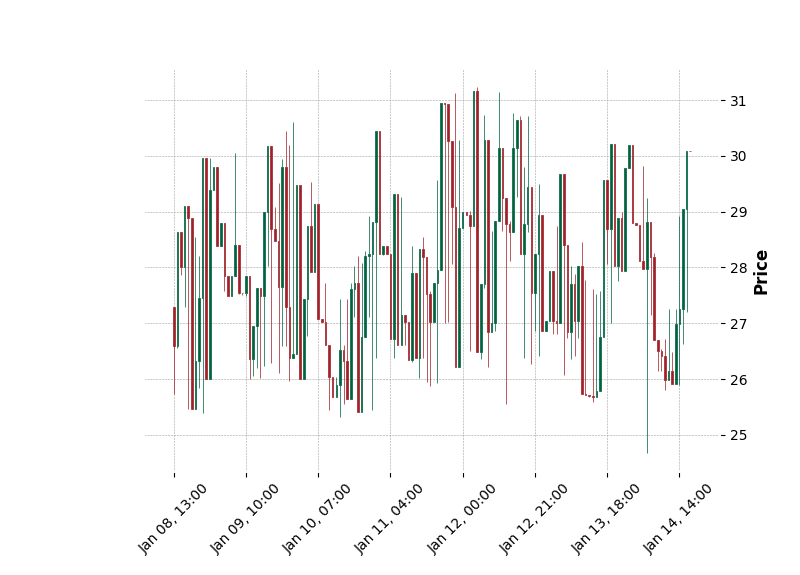 31
30
29
28
27
26
25
Price
Jan 08, 13:00
Jan 09, 10:00
Jan 10, 07:00
Jan 11, 04:00
Jan 12, 00:00
Jan 12, 21:00
Jan 13, 18:00
Jan 14, 14:00